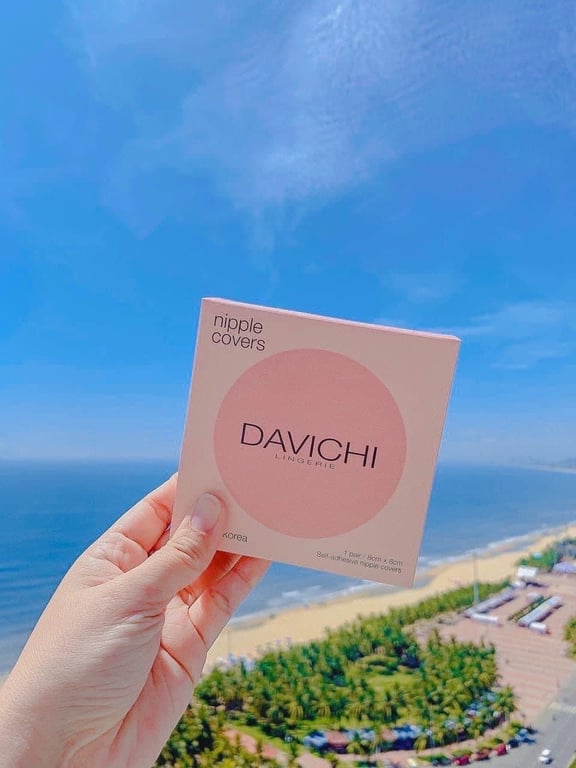 nipple
covers
DAVICHI
LINGERIE
korea
1 pair / 8cm x 8cm
Self-adhesive nipple covers